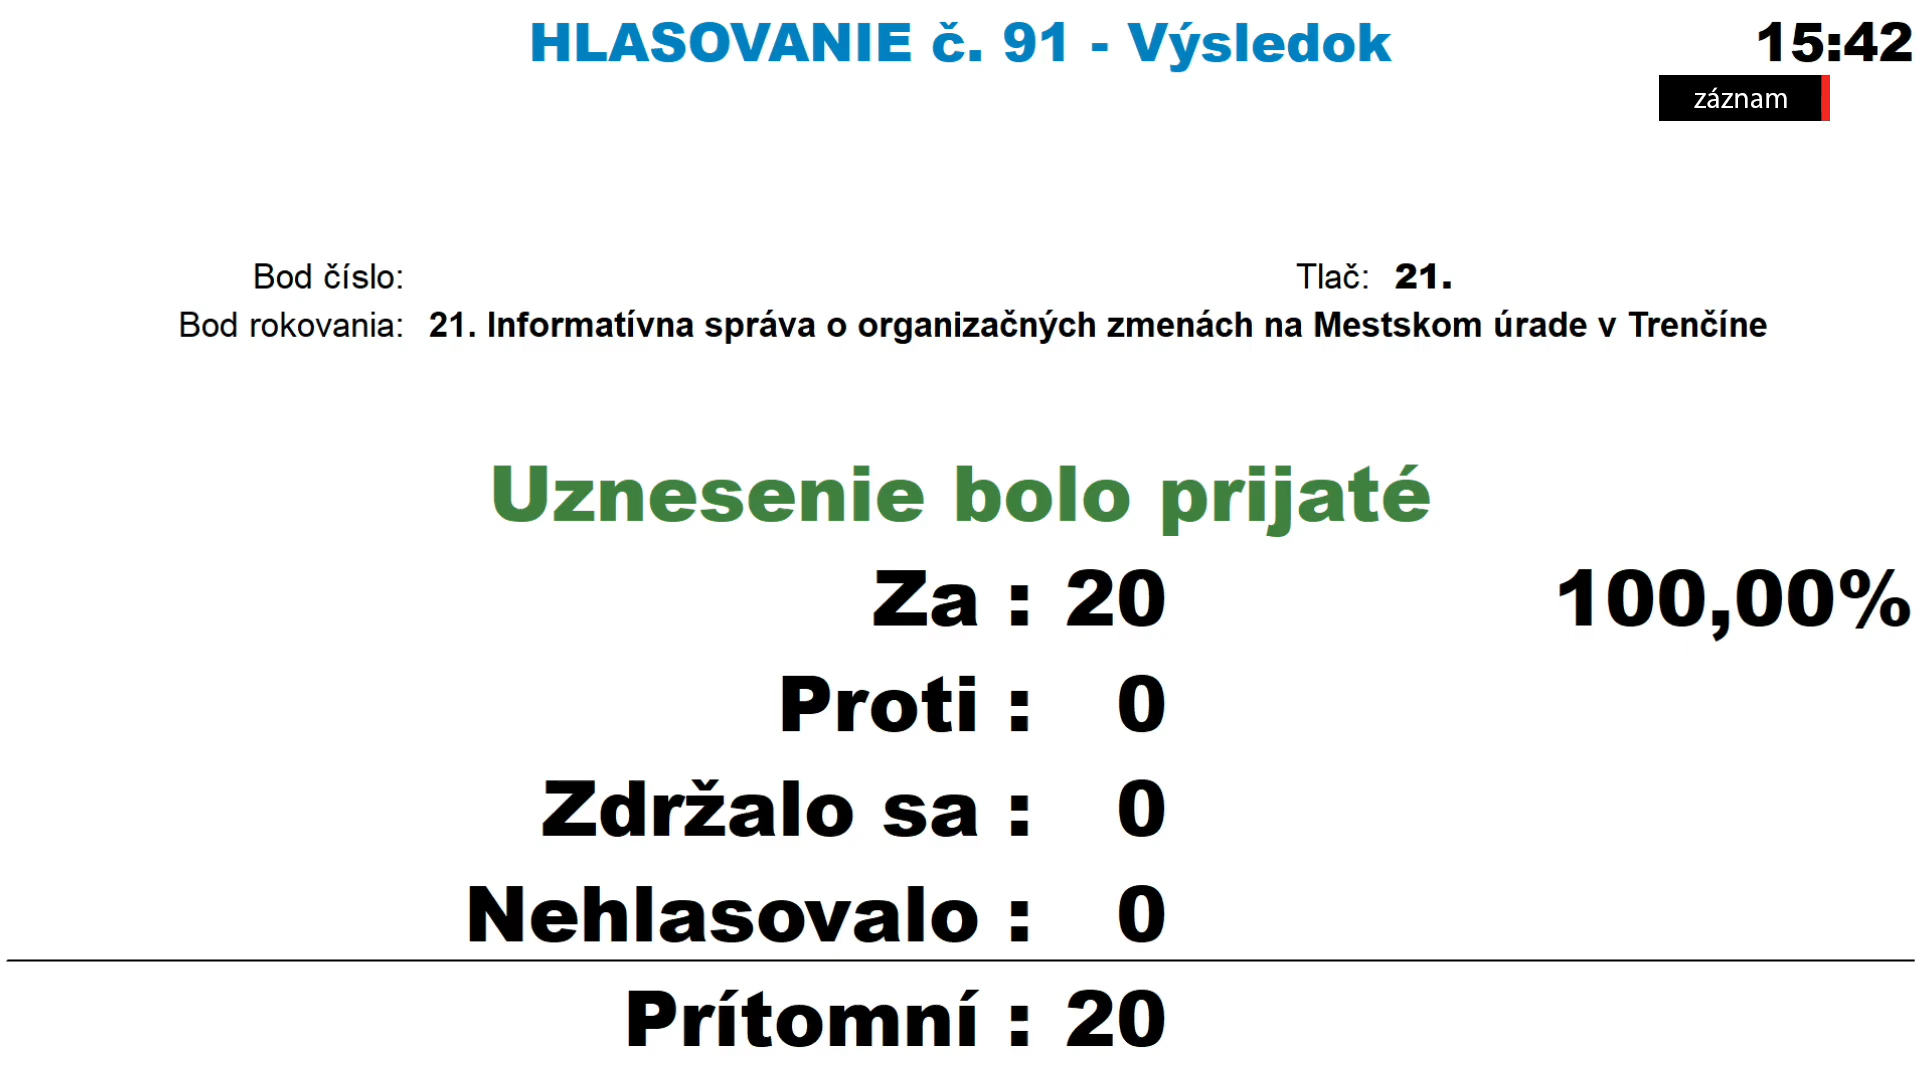 HLASOVANIE č. 91 - Výsledok
15:42
záznam
Bod číslo:
Tlač: 21.
Bod rokovania: 21. Informatívna správa o organizačných zmenách na Mestskom úrade v Trenčíne
Uznesenie bolo prijaté
Za : 20 100,00%
Proti : 0
Zdržalo sa : 0
Nehlasovalo : 0
Prítomní : 20